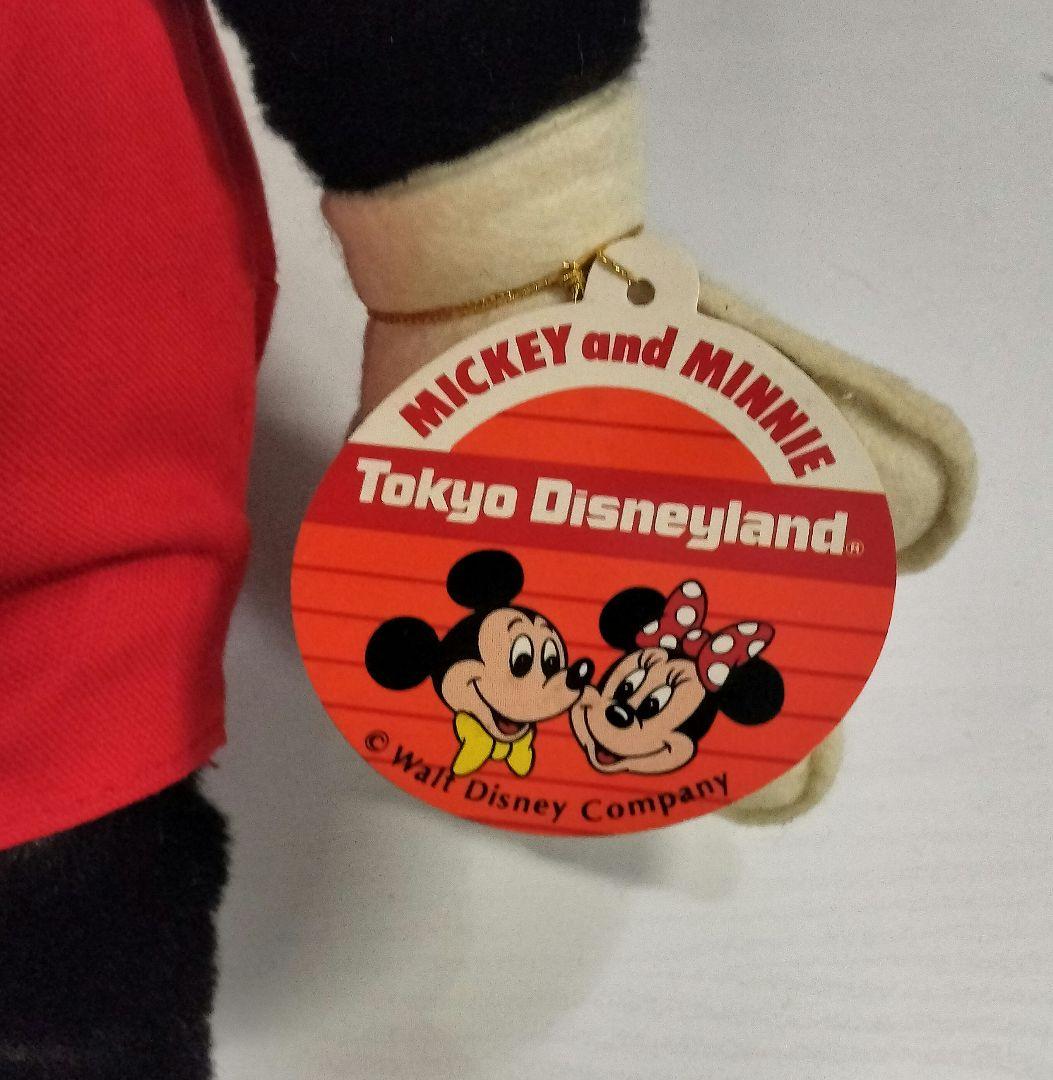 MICKEY and MINNIE
Tokyo Disneyland®
© Walt Disney Company